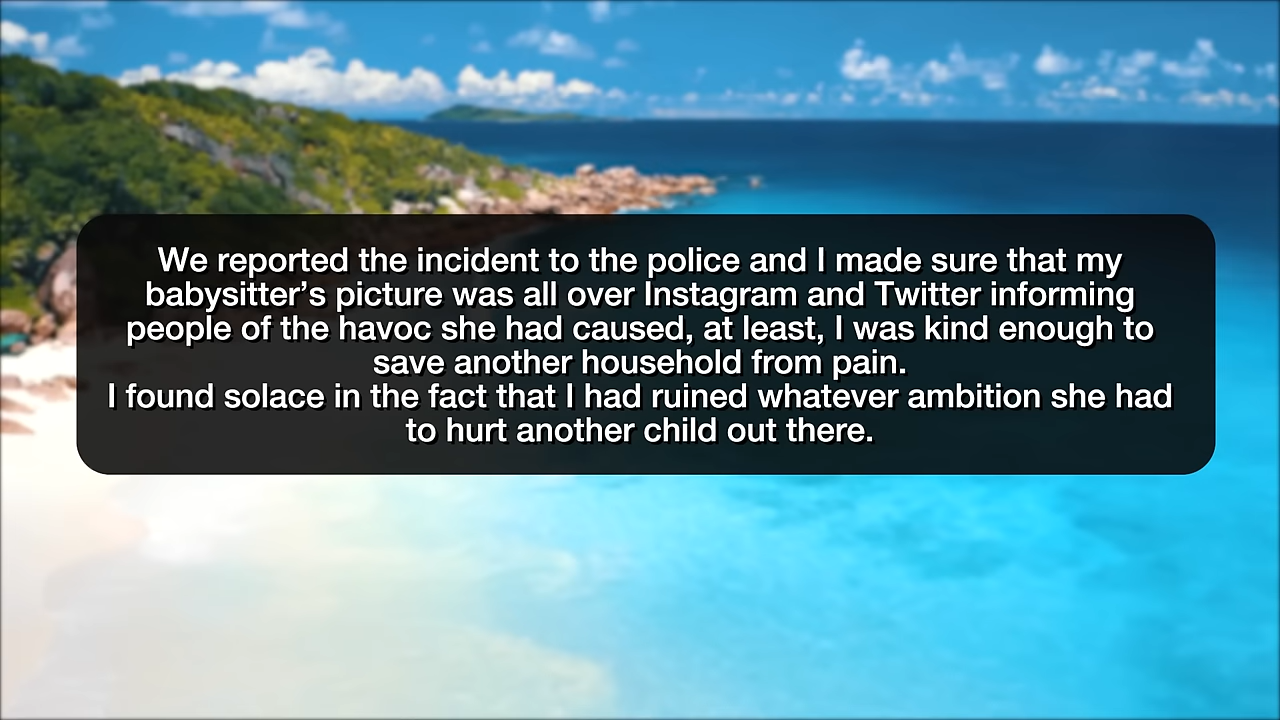 We reported the incident to the police and I made sure that my
babysitter’s picture was all over Instagram and Twitter informing
people of the havoc she had caused, at least, I was kind enough to
save another household from pain.
I found solace in the fact that I had ruined whatever ambition she had
to hurt another child out there.